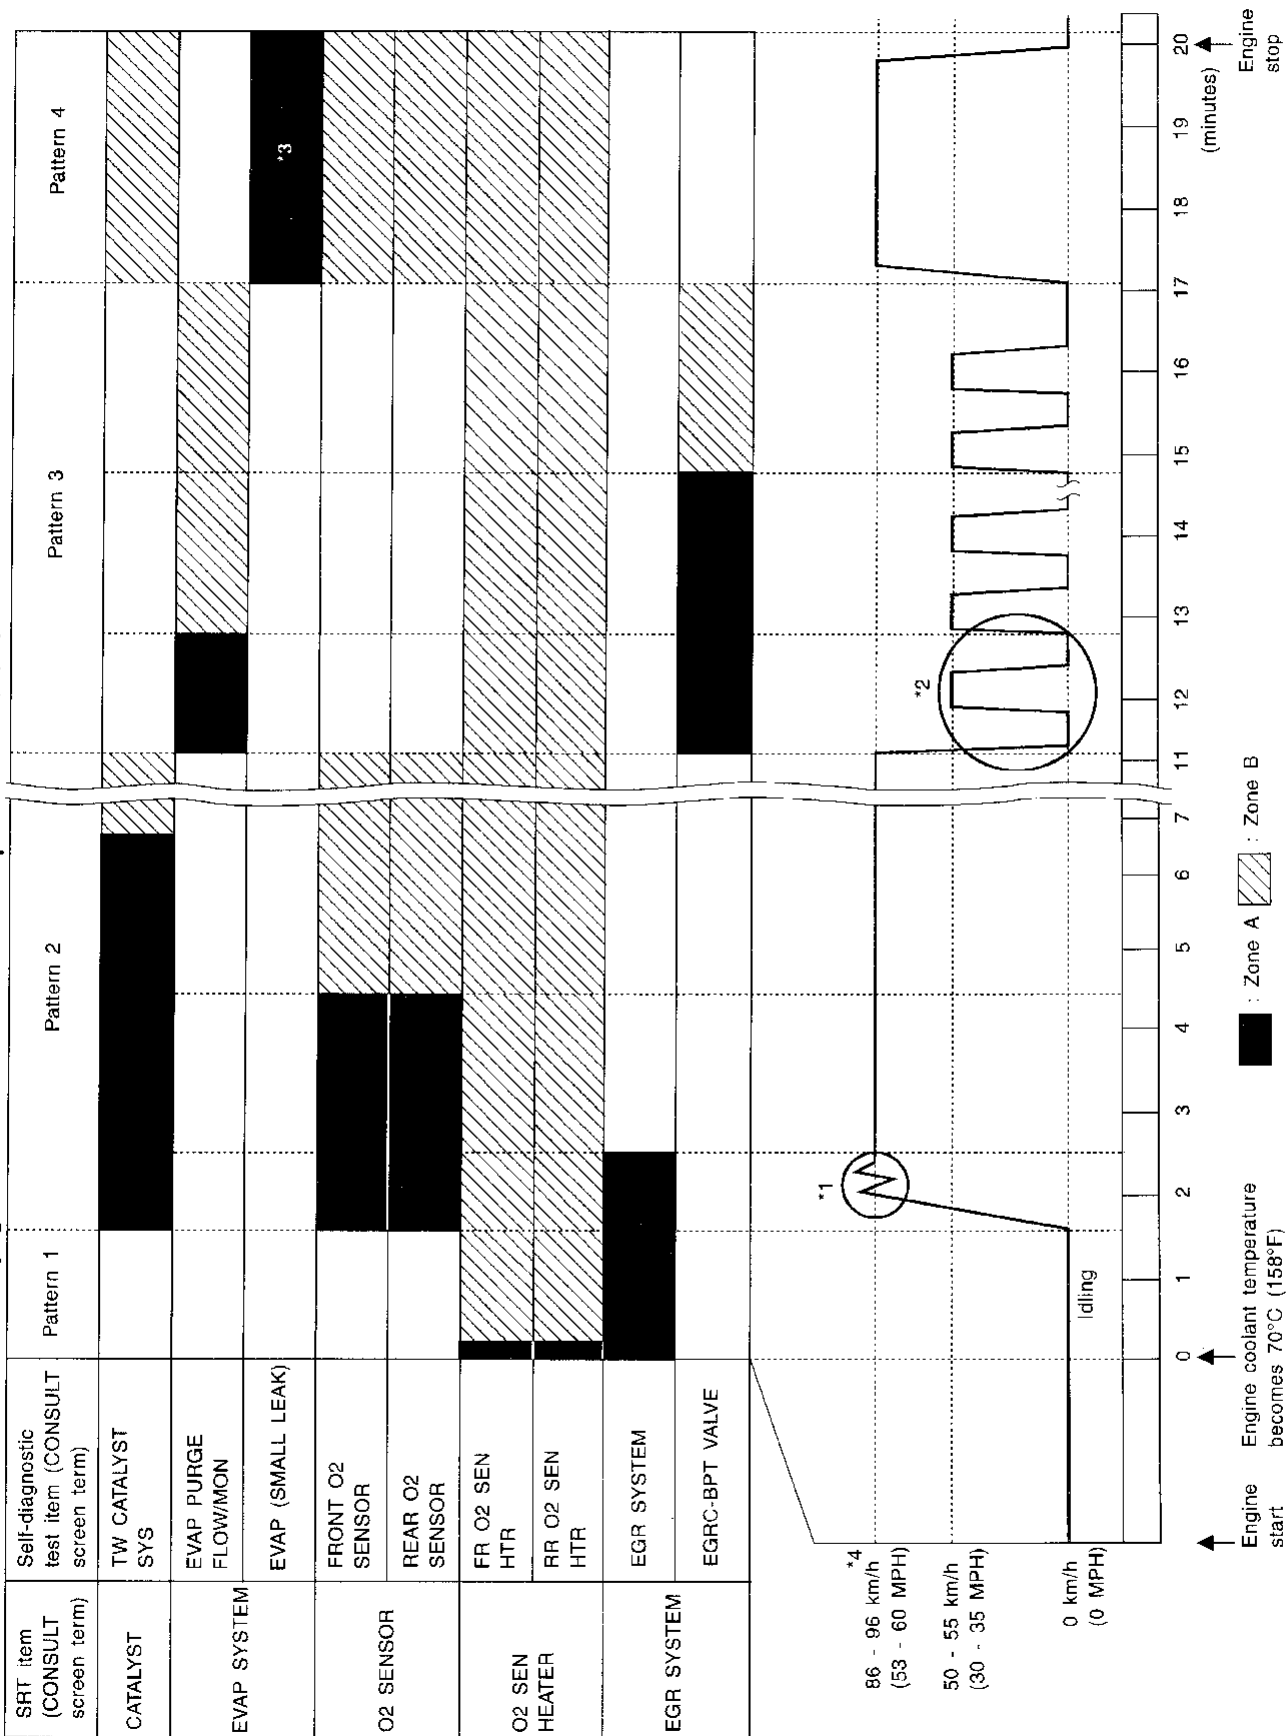 SRT item
(CONSULT
screen term)
Self-diagnostic
test item (CONSULT
screen term)
Pattern 1
Pattern 2
Pattern 3
Pattern 4
CATALYST
TW CATALYST
SYS
EVAP SYSTEM
EVAP PURGE
FLOW/MON
EVAP (SMALL LEAK)
*3
O2 SENSOR
FRONT O2
SENSOR
REAR O2
SENSOR
O2 SEN
HEATER
FR O2 SEN
HTR
RR O2 SEN
HTR
EGR SYSTEM
EGR SYSTEM
EGRC-BPT VALVE
*4
86 - 96 km/h
(53 - 60 MPH)
50 - 55 km/h
(30 - 35 MPH)
0 km/h
(0 MPH)
*1
*2
Idling
0 1 2 3 4 5 6 7 11 12 13 14 15 16 17 18 19 20
(minutes)
Engine
start
Engine coolant temperature
becomes 70°C (158°F)
: Zone A
: Zone B
Engine
stop